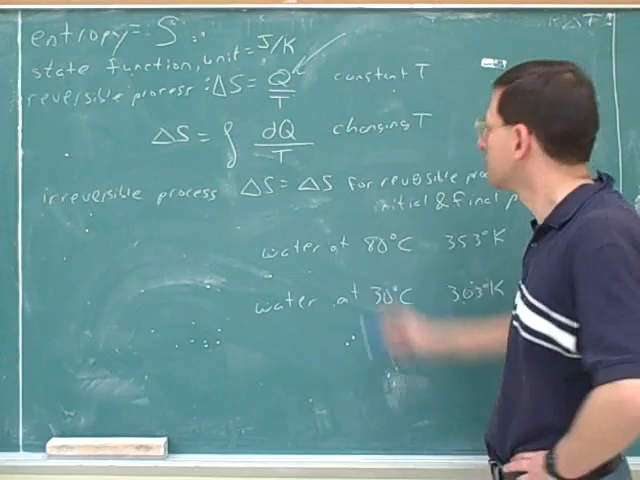 entropy = S :
state function, unit = J/K
reversible process : ΔS = Q/T constant T
ΔS = ∫ dQ/T changing T
irreversible process ΔS = ΔS for reversible
initial & final
water at 80°C 353°K
water at 30°C 303°K